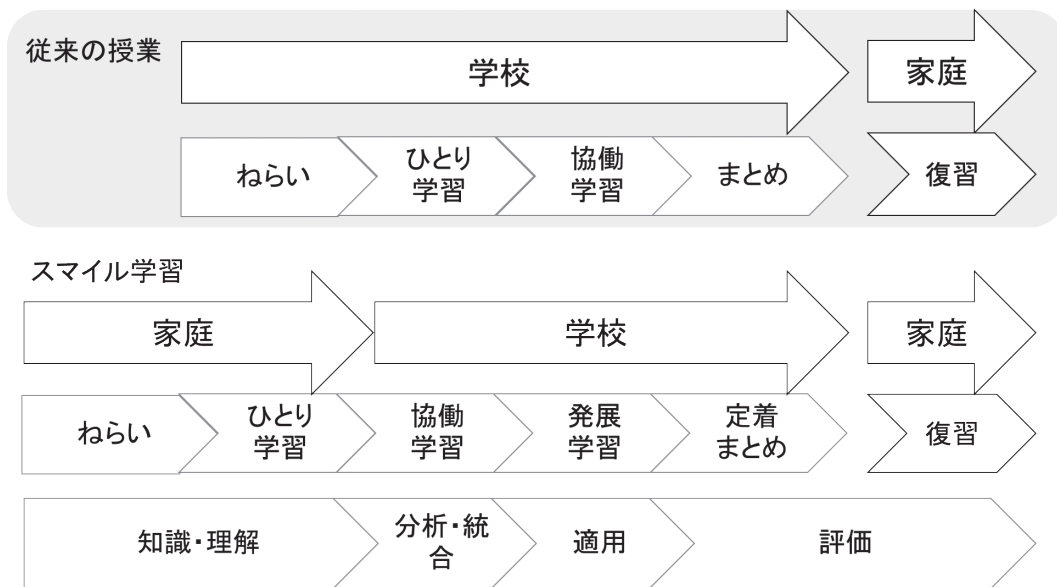 従来の授業
学校
家庭
ねらい
ひとり
学習
協働
学習
まとめ
復習
スマイル学習
家庭
学校
家庭
ねらい
ひとり
学習
協働
学習
発展
学習
定着
まとめ
復習
知識・理解
分析・統
合
適用
評価